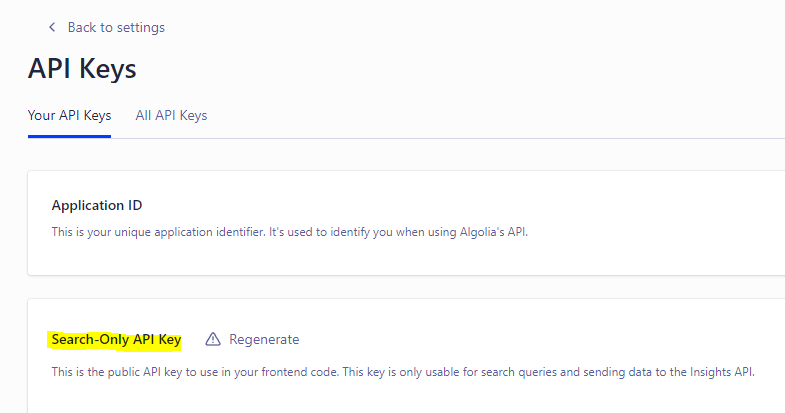 Back to settings
API Keys
Your API Keys All API Keys
Application ID
This is your unique application identifier. It's used to identify you when using Algolia's API.
Search-Only API Key Regenerate
This is the public API key to use in your frontend code. This key is only usable for search queries and sending data to the Insights API.